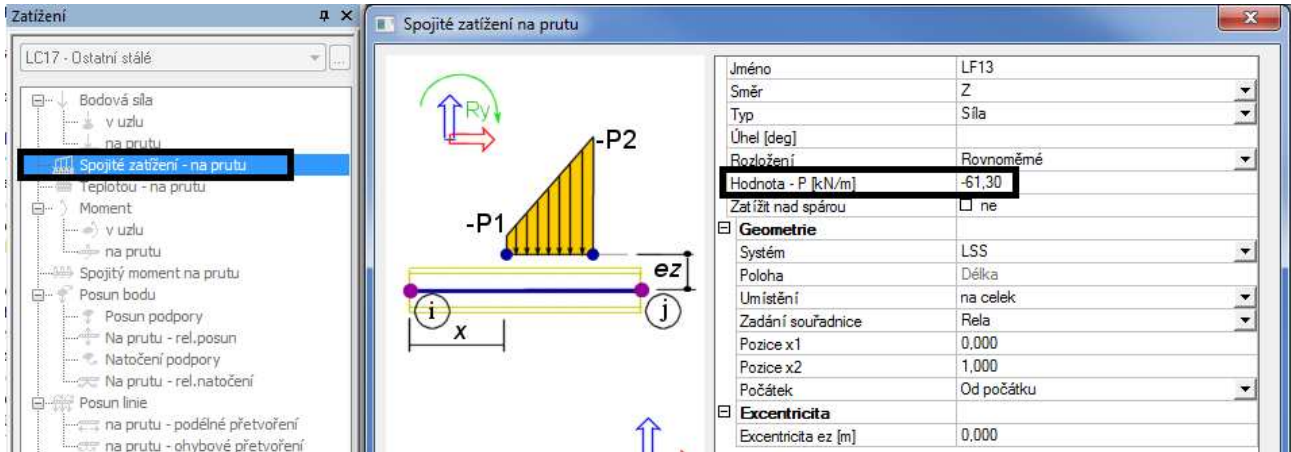 Zatížení
LC17 - Ostatní stálé
...
Bodová síla
v uzlu
na prutu
Spojité zatížení - na prutu
Teplotou - na prutu
Moment
v uzlu
na prutu
Spojitý moment na prutu
Posun bodu
Posun podpory
Na prutu - rel.posun
Natočení podpory
Na prutu - rel.natočení
Posun linie
na prutu - podélné přetvoření
na prutu - ohybové přetvoření
Spojité zatížení na prutu
Ry
-P2
-P1
ez
i
j
x
Jméno LF13
Směr Z
Typ Síla
Úhel [deg]
Rozložení Rovnoměrné
Hodnota - P [kN/m] -61,30
Zatížit nad spárou ne
Geometrie
Systém LSS
Poloha Délka
Umístění na celek
Zadání souřadnice Rela
Pozice x1 0,000
Pozice x2 1,000
Počátek Od počátku
Excentricita
Excentricita ez [m] 0,000